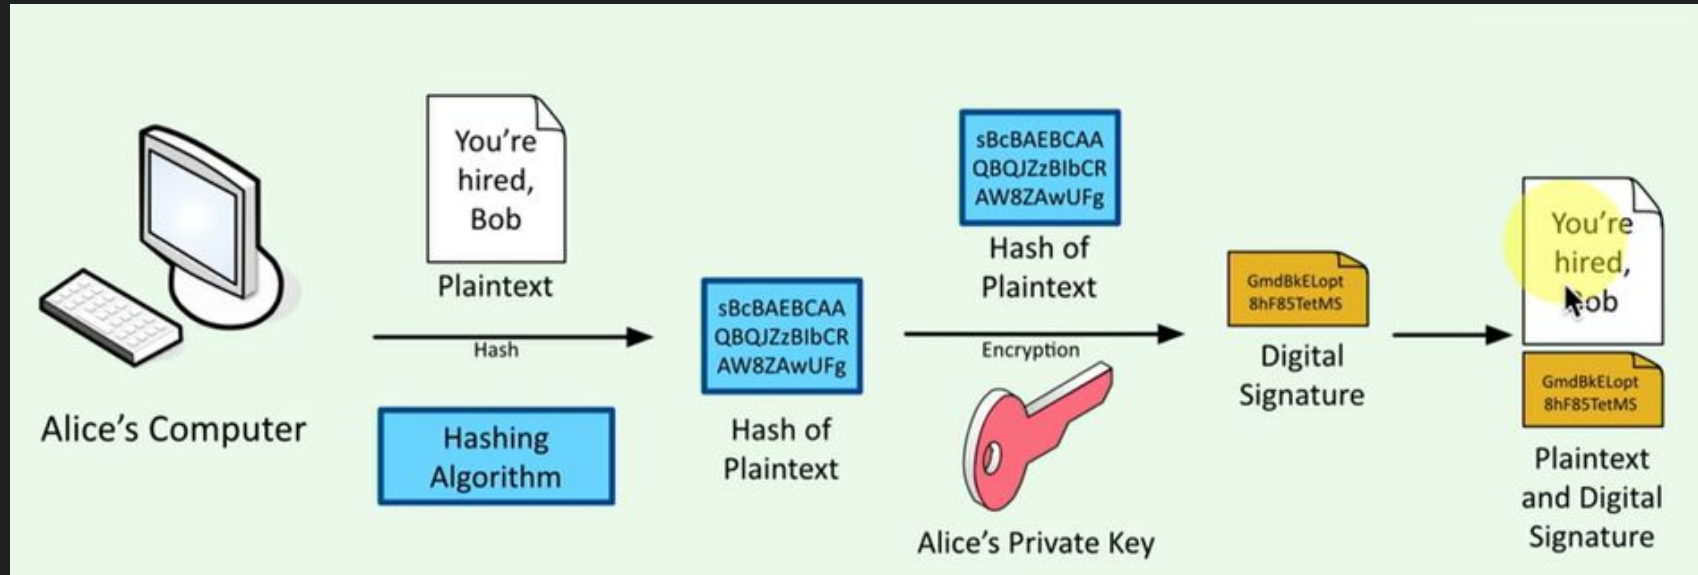 Alice's Computer
You're
hired,
Bob
Plaintext
Hash
Hashing
Algorithm
sBcBAEBCAA
QBQJZzBIbCR
AW8ZAwUFg
Hash of
Plaintext
sBcBAEBCAA
QBQJZzBIbCR
AW8ZAwUFg
Hash of
Plaintext
Encryption
Alice's Private Key
GmdBkELopt
8hF85TetMS
Digital
Signature
You're
hired,
Bob
GmdBkELopt
8hF85TetMS
Plaintext
and Digital
Signature